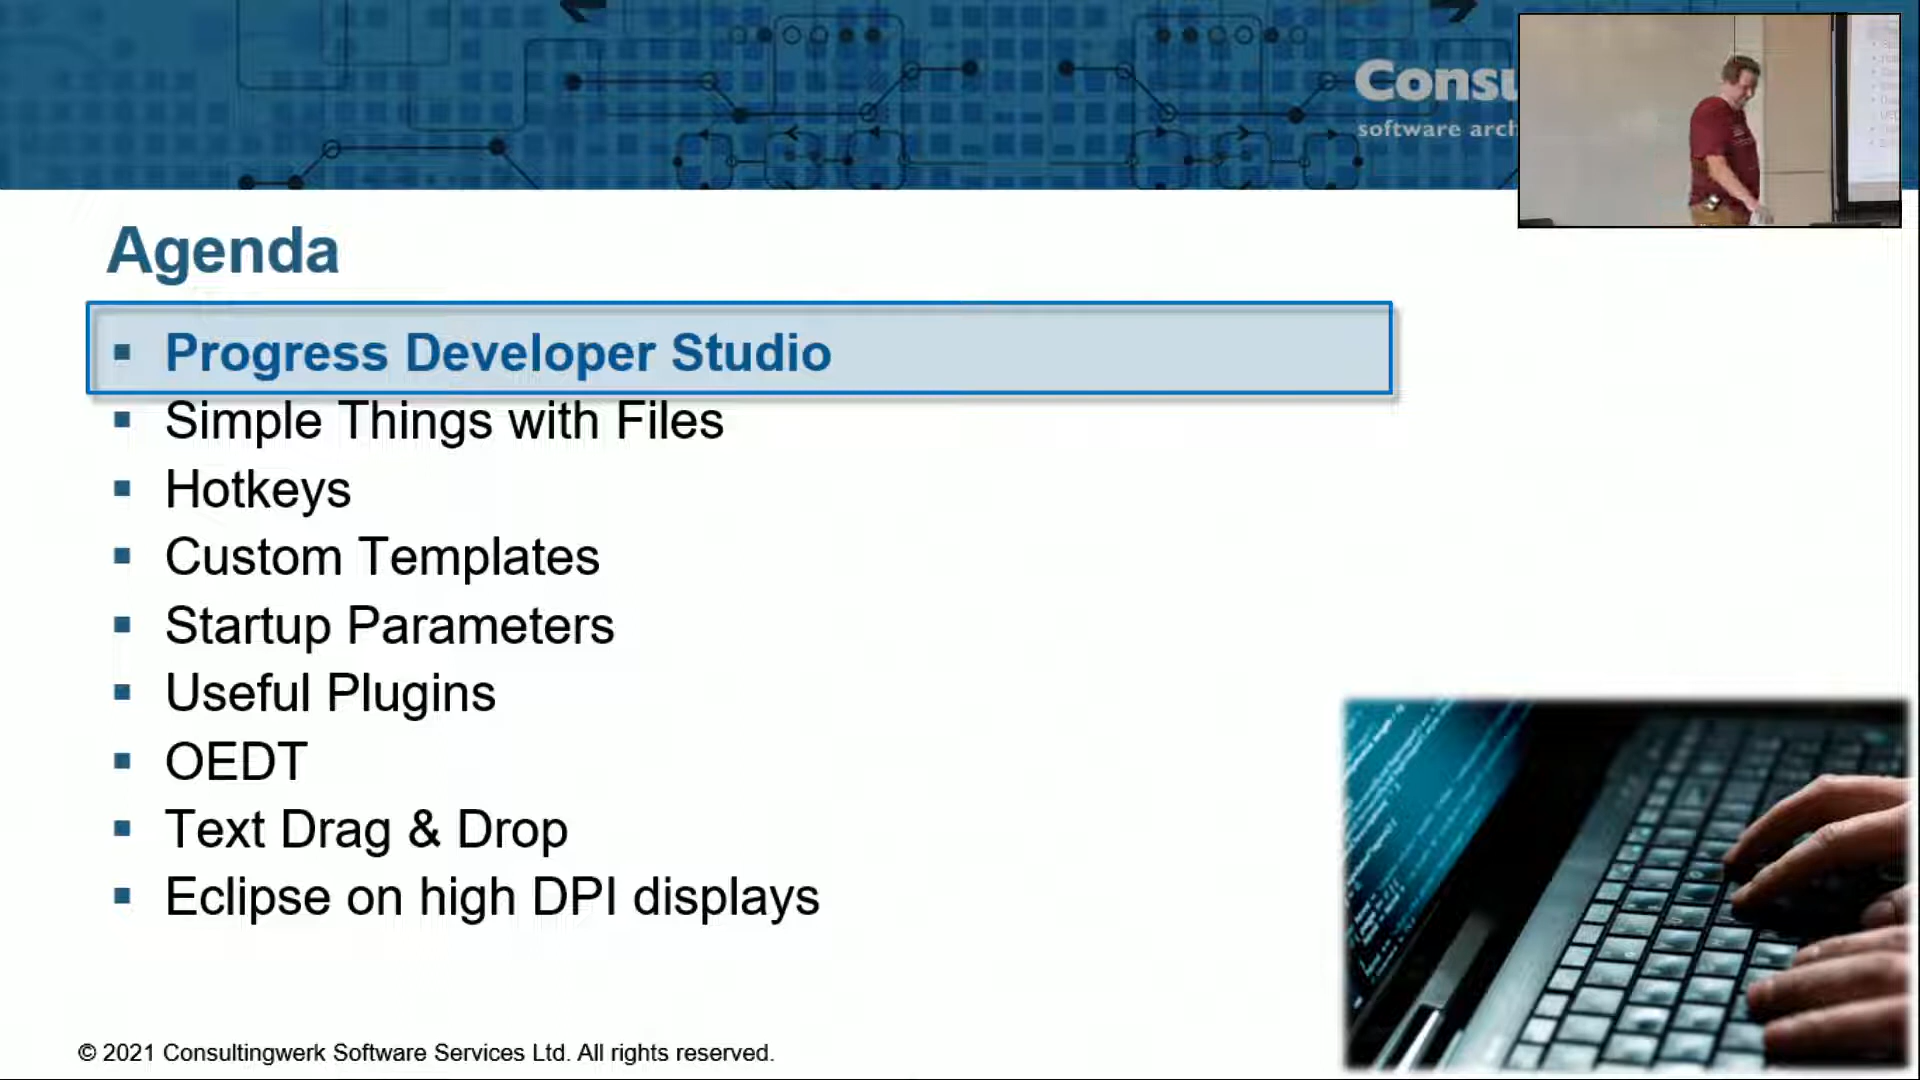 Consu
software arch
Agenda
▪ Progress Developer Studio
▪ Simple Things with Files
▪ Hotkeys
▪ Custom Templates
▪ Startup Parameters
▪ Useful Plugins
▪ OEDT
▪ Text Drag & Drop
▪ Eclipse on high DPI displays
© 2021 Consultingwerk Software Services Ltd. All rights reserved.